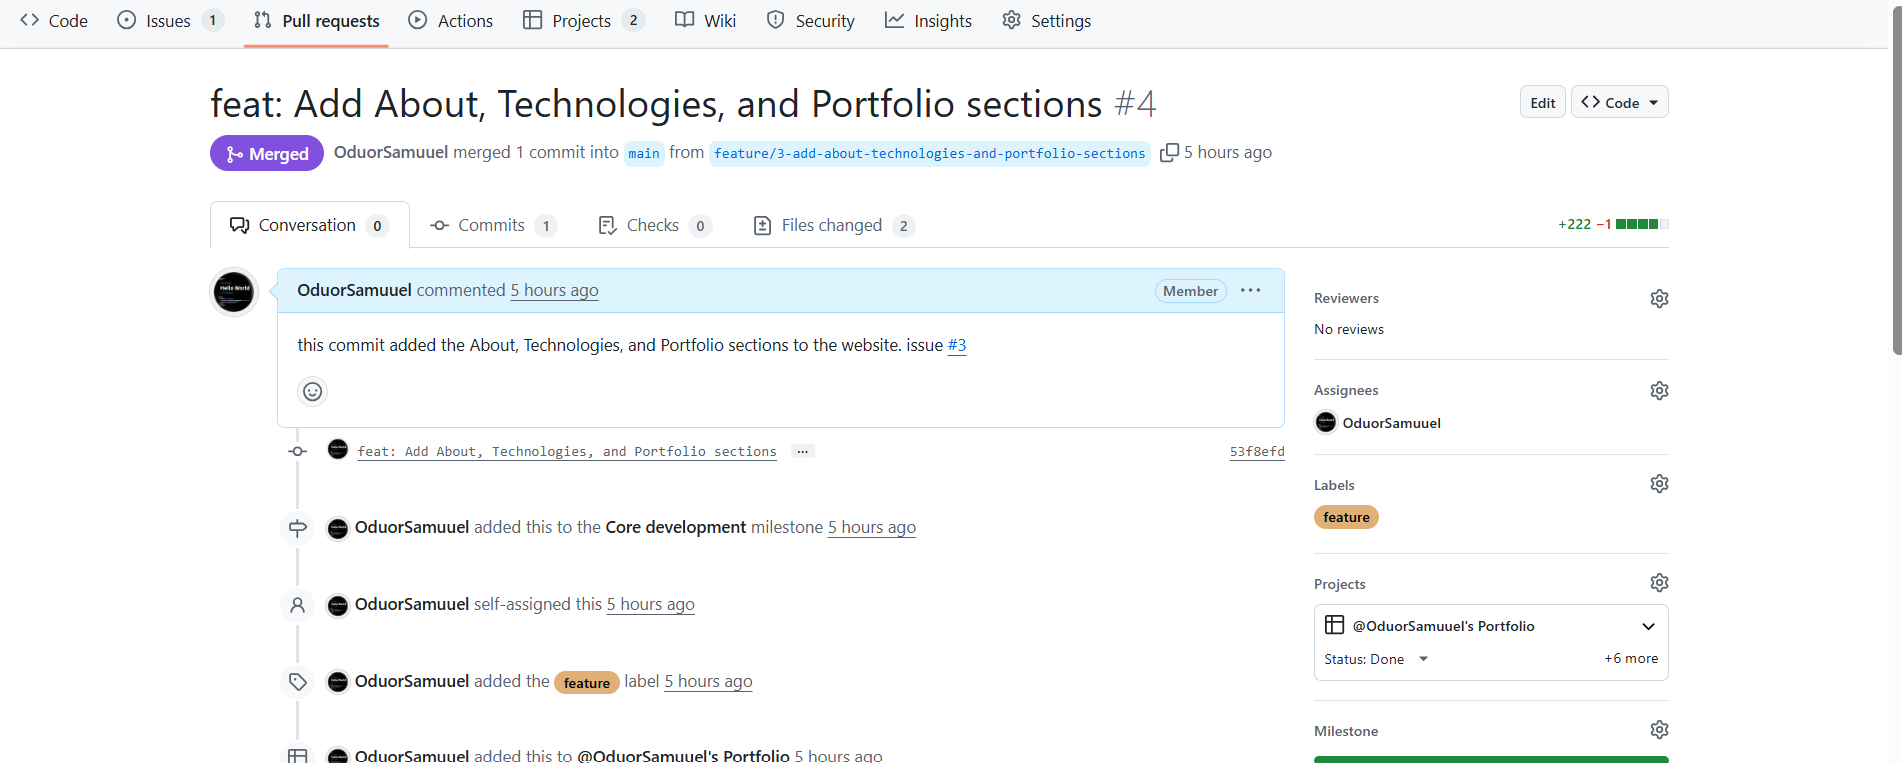 Code Issues 1 Pull requests Actions Projects 2 Wiki Security Insights Settings
feat: Add About, Technologies, and Portfolio sections #4
Edit Code
Merged OduorSamuuel merged 1 commit into main from feature/3-add-about-technologies-and-portfolio-sections 5 hours ago
Conversation 0 Commits 1 Checks 0 Files changed 2
+222 −1
OduorSamuuel commented 5 hours ago Member
this commit added the About, Technologies, and Portfolio sections to the website. issue #3
feat: Add About, Technologies, and Portfolio sections ... 53f8efd
OduorSamuuel added this to the Core development milestone 5 hours ago
OduorSamuuel self-assigned this 5 hours ago
OduorSamuuel added the feature label 5 hours ago
OduorSamuuel added this to @OduorSamuuel's Portfolio 5 hours ago
Reviewers
No reviews
Assignees
OduorSamuuel
Labels
feature
Projects
@OduorSamuuel's Portfolio
Status: Done +6 more
Milestone